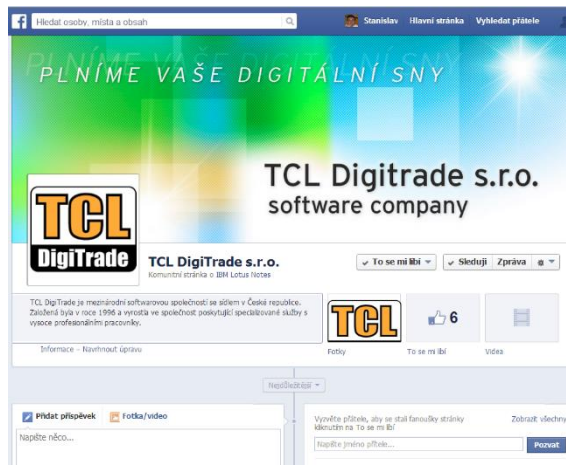 Hledat osoby, místa a obsah
Stanislav Hlavní stránka Vyhledat přátele
PLNÍME VAŠE DIGITÁLNÍ SNY
TCL Digitrade s.r.o.
software company
TCL
DigiTrade
TCL DigiTrade s.r.o.
Komunitní stránka o IBM Lotus Notes
To se mi líbí
Sleduji
Zpráva
TCL DigiTrade je mezinárodní softwarovou společností se sídlem v České republice.
Založená byla v roce 1996 a vyrostla ve společnost poskytující specializované služby s
vysoce profesionálními pracovníky.
Informace – Navrhnout úpravu
TCL
6
Fotky
To se mi líbí
Videa
Nejdůležitější
Přidat příspěvek
Fotka/video
Napište něco...
Vyzvěte přátele, aby se stali fanoušky stránky
kliknutím na To se mi líbí
Zobrazit všechny
Napište jméno přítele...
Pozvat